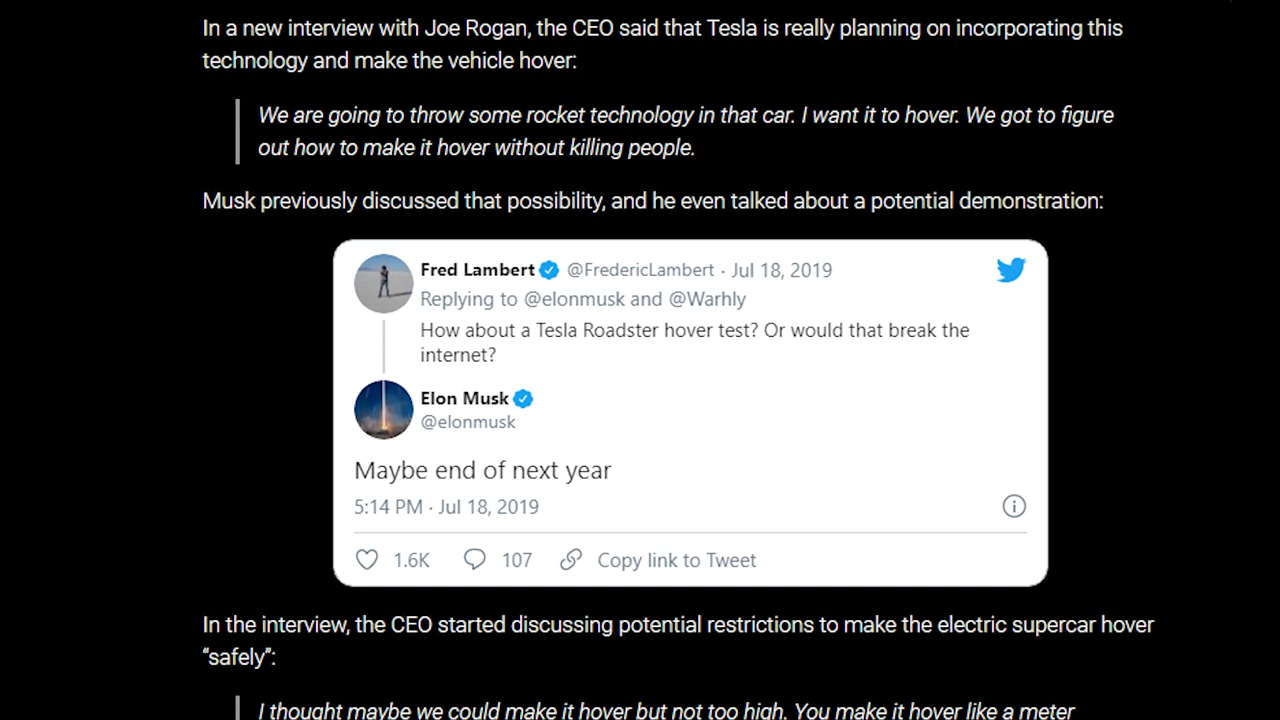 In a new interview with Joe Rogan, the CEO said that Tesla is really planning on incorporating this
technology and make the vehicle hover:
We are going to throw some rocket technology in that car. I want it to hover. We got to figure
out how to make it hover without killing people.
Musk previously discussed that possibility, and he even talked about a potential demonstration:
Fred Lambert @FredericLambert · Jul 18, 2019
Replying to @elonmusk and @Warhly
How about a Tesla Roadster hover test? Or would that break the
internet?
Elon Musk
@elonmusk
Maybe end of next year
5:14 PM · Jul 18, 2019
1.6K 107 Copy link to Tweet
In the interview, the CEO started discussing potential restrictions to make the electric supercar hover
“safely”:
I thought maybe we could make it hover but not too high. You make it hover like a meter